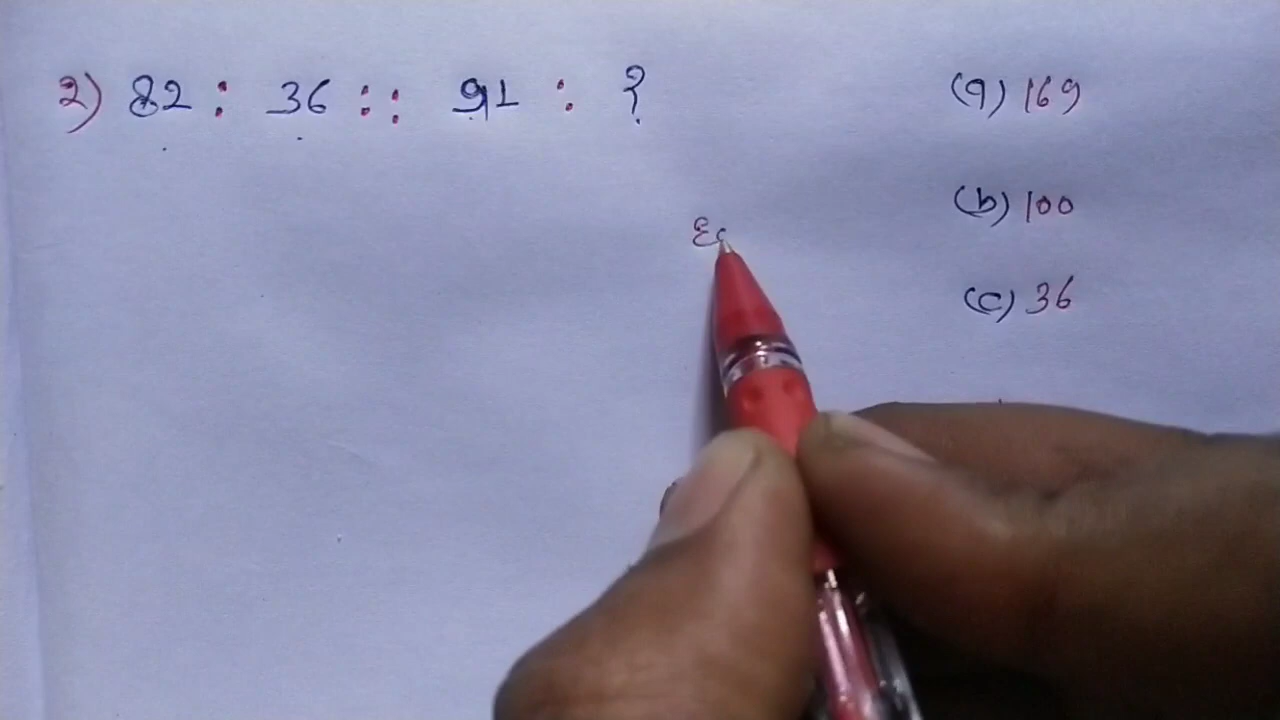 2) 82 : 36 :: 91 : ?
(a) 169
(b) 100
(c) 36